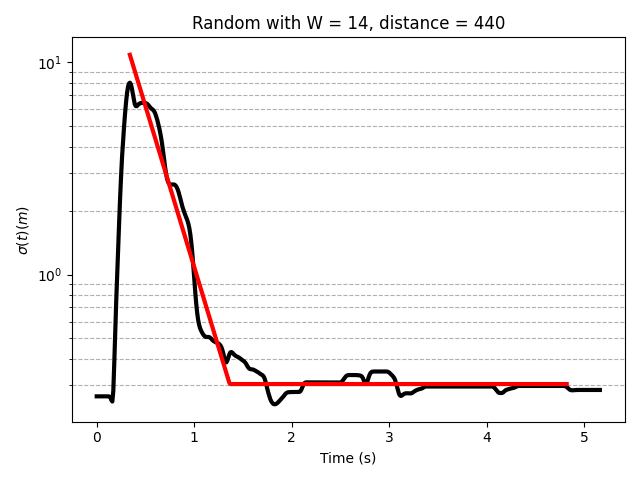 Random with W = 14, distance = 440
10¹
10⁰
σ(t)(m)
0 1 2 3 4 5
Time (s)